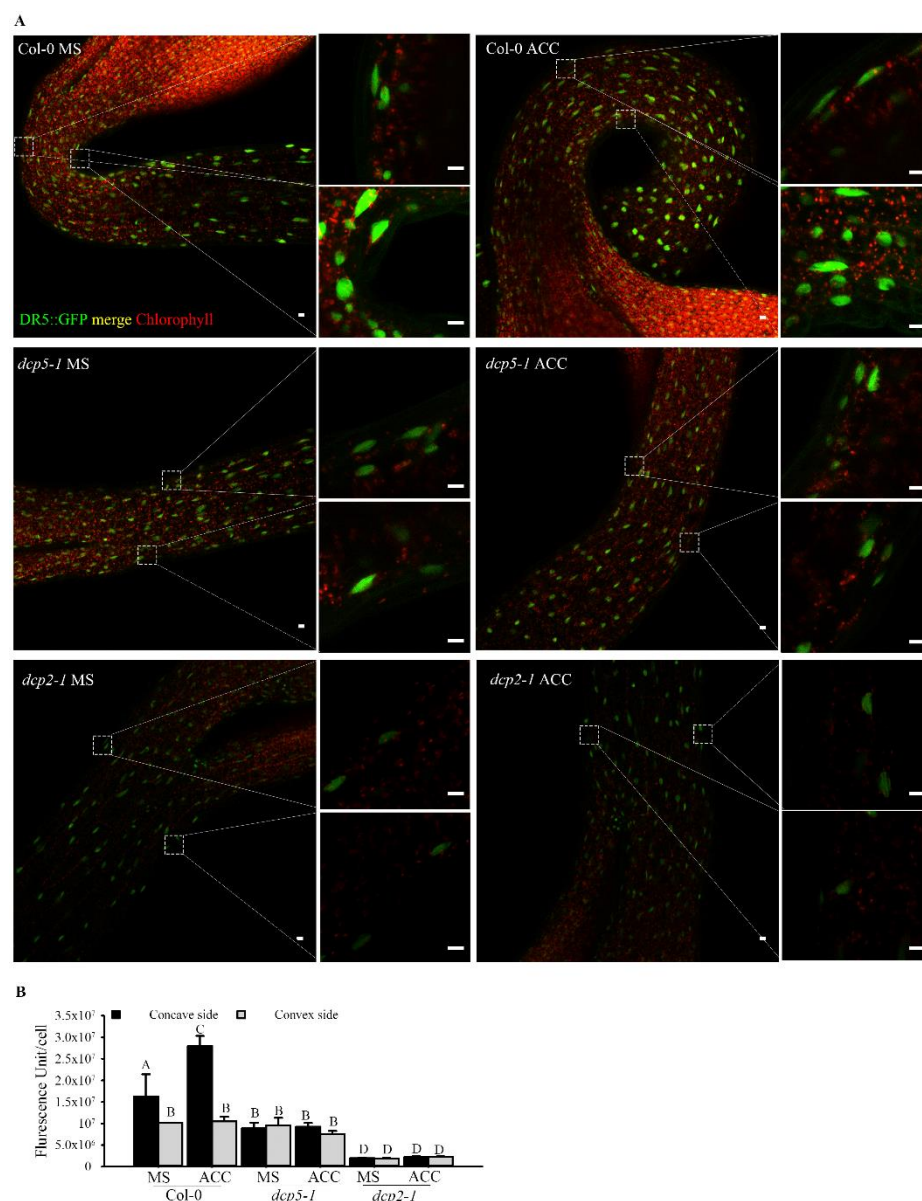 A
Col-0 MS
Col-0 ACC
DR5::GFP merge Chlorophyll
dcp5-1 MS
dcp5-1 ACC
dcp2-1 MS
dcp2-1 ACC
B
Concave side Convex side
Flurescence Unit/cell
3.5x10⁷
3.0x10⁷
2.5x10⁷
2.0x10⁷
1.5x10⁷
10⁷
5.0x10⁶
0
A B C B B B B B D D D D
MS ACC MS ACC MS ACC
Col-0 dcp5-1 dcp2-1